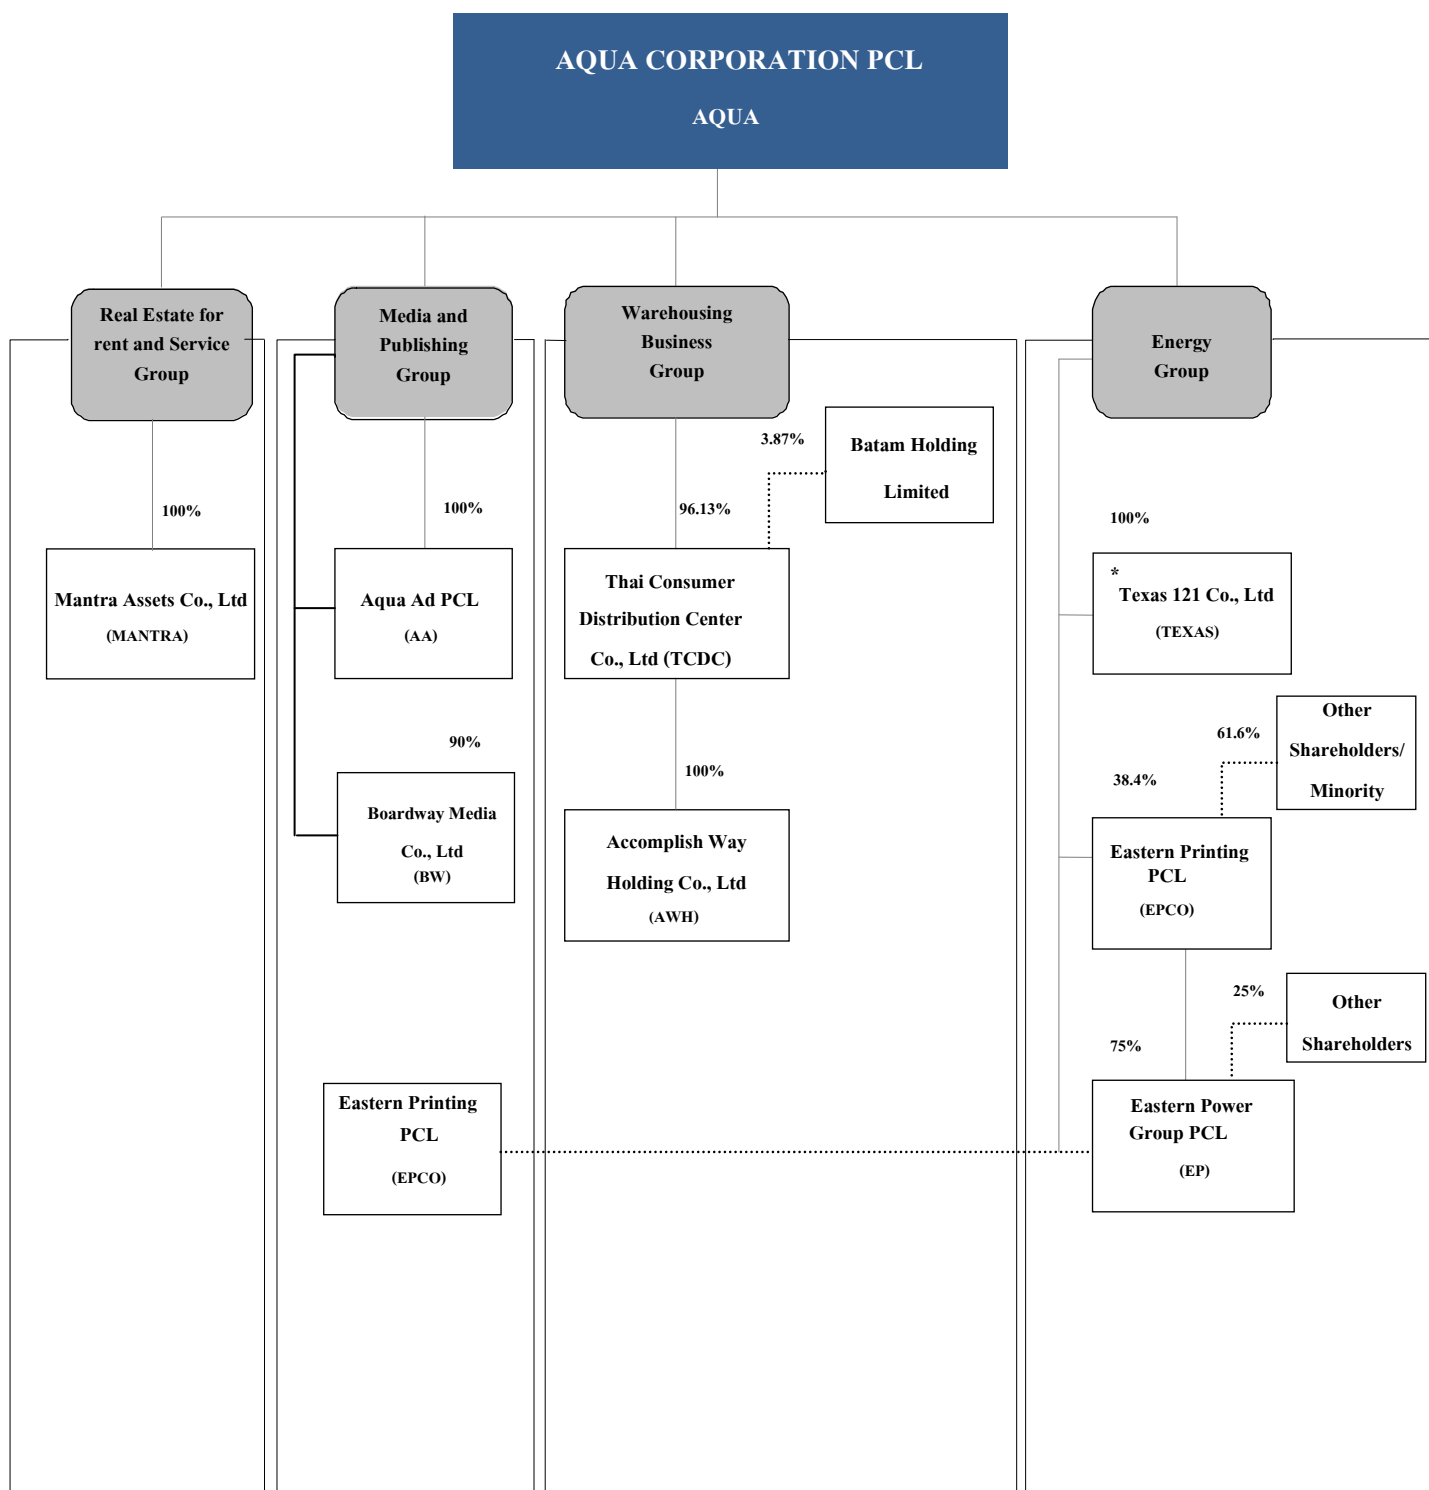 AQUA CORPORATION PCL
AQUA
Real Estate for
rent and Service
Group
100%
Mantra Assets Co., Ltd
(MANTRA)
Media and
Publishing
Group
100%
Aqua Ad PCL
(AA)
90%
Boardway Media
Co., Ltd
(BW)
Eastern Printing
PCL
(EPCO)
Warehousing
Business
Group
3.87%
Batam Holding
Limited
96.13%
Thai Consumer
Distribution Center
Co., Ltd (TCDC)
100%
Accomplish Way
Holding Co., Ltd
(AWH)
Energy
Group
100%
*
Texas 121 Co., Ltd
(TEXAS)
61.6%
Other
Shareholders/
Minority
38.4%
Eastern Printing
PCL
(EPCO)
25%
Other
Shareholders
75%
Eastern Power
Group PCL
(EP)